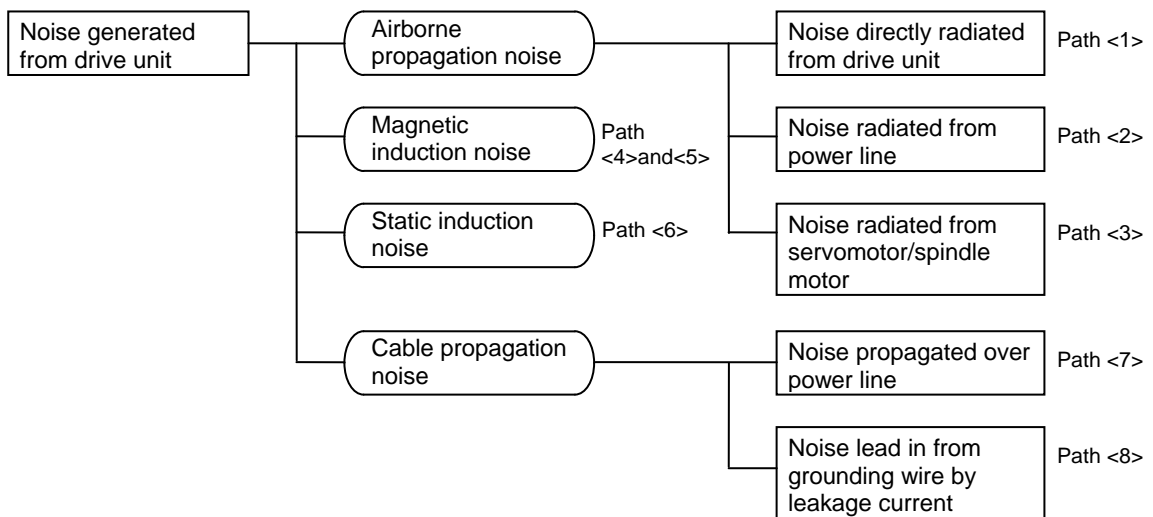 Noise generated
from drive unit
Airborne
propagation noise
Noise directly radiated
from drive unit
Path <1>
Magnetic
induction noise
Path
<4>and<5>
Noise radiated from
power line
Path <2>
Static induction
noise
Path <6>
Noise radiated from
servomotor/spindle
motor
Path <3>
Cable propagation
noise
Noise propagated over
power line
Path <7>
Noise lead in from
grounding wire by
leakage current
Path <8>